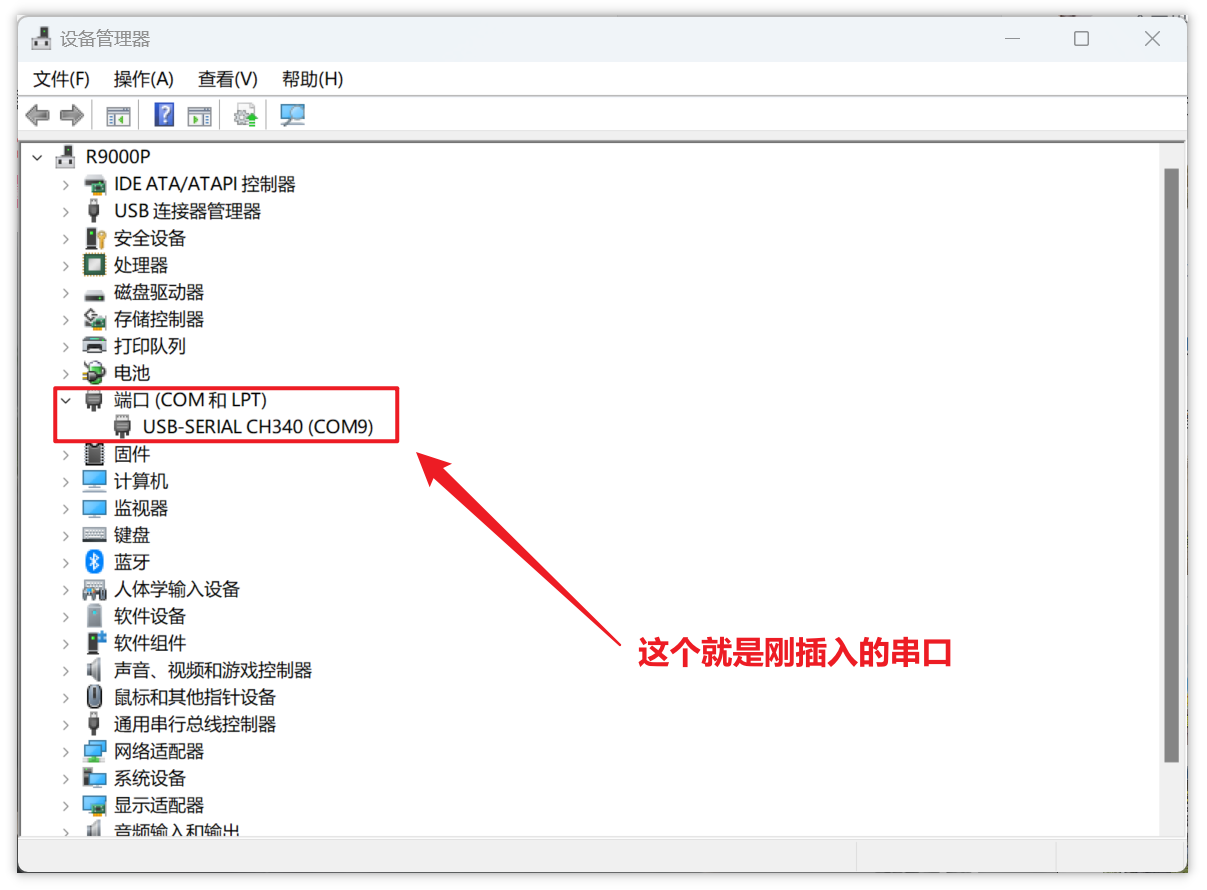 设备管理器
文件(F) 操作(A) 查看(V) 帮助(H)
R9000P
IDE ATA/ATAPI 控制器
USB 连接器管理器
安全设备
处理器
磁盘驱动器
存储控制器
打印队列
电池
端口 (COM 和 LPT)
USB-SERIAL CH340 (COM9)
固件
计算机
监视器
键盘
蓝牙
人体学输入设备
软件设备
软件组件
这个就是刚插入的串口
声音、视频和游戏控制器
鼠标和其他指针设备
通用串行总线控制器
网络适配器
系统设备
显示适配器
音频输入和输出